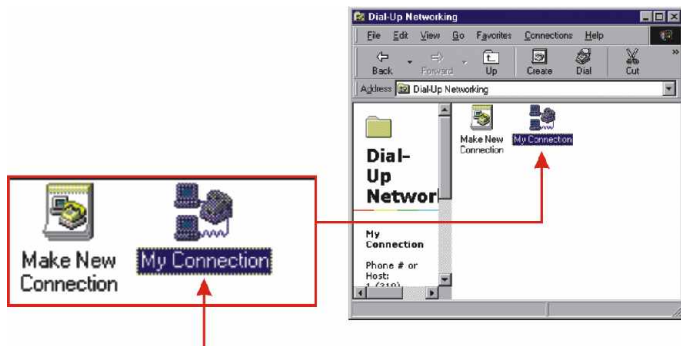 Dial-Up Networking
File Edit View Go Favorites Connections Help
Back Forward Up Create Dial Cut »
Address Dial-Up Networking
Make New
Connection
My Connection
Dial-
Up
Networ
My
Connection
Phone # or
Host:
Make New
Connection
My Connection